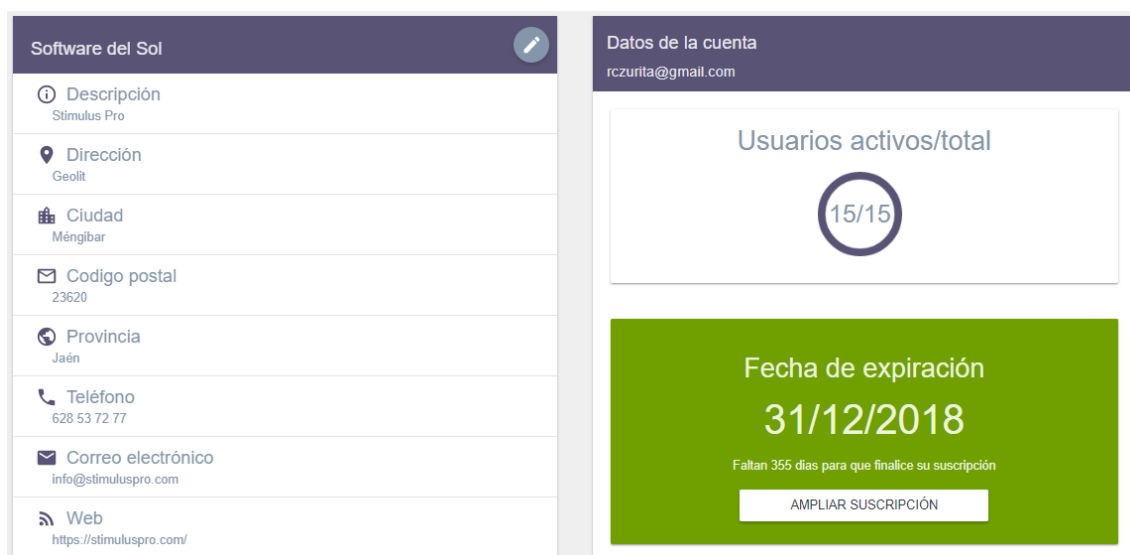 Software del Sol
Descripción
Stimulus Pro
Dirección
Geolit
Ciudad
Méngibar
Codigo postal
23620
Provincia
Jaén
Teléfono
628 53 72 77
Correo electrónico
info@stimuluspro.com
Web
https://stimuluspro.com/
Datos de la cuenta
rczurita@gmail.com
Usuarios activos/total
15/15
Fecha de expiración
31/12/2018
Faltan 355 dias para que finalice su suscripción
AMPLIAR SUSCRIPCIÓN